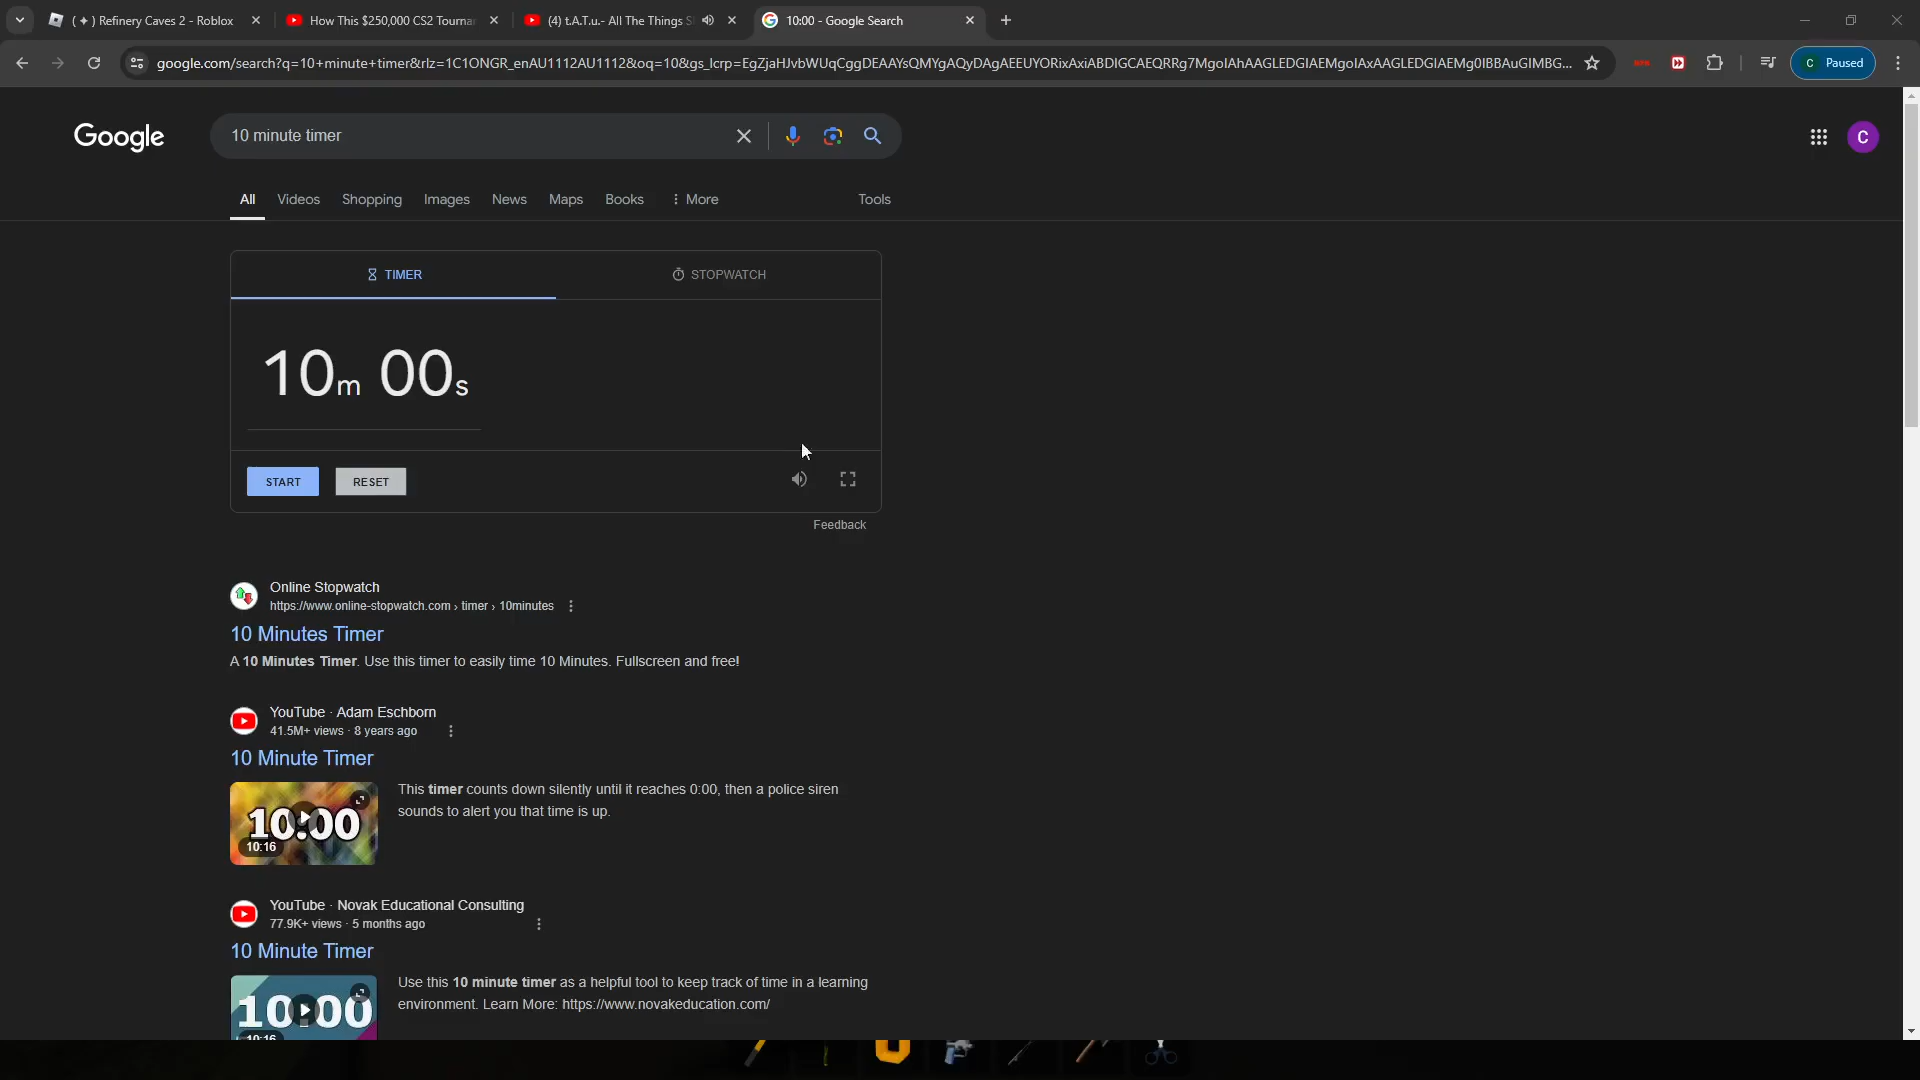 ( ✦ ) Refinery Caves 2 - Roblox
How This $250,000 CS2 Tourna
(4) t.A.T.u.- All The Things S
10:00 - Google Search
google.com/search?q=10+minute+timer&rlz=1C1ONGR_enAU1112AU1112&oq=10&gs_lcrp=EgZjaHJvbWUqCggDEAAYsQMYgAQyDAgAEEUYORixAxiABDIGCAEQRRg7MgoIAhAAGLEDGIAEMgoIAxAAGLEDGIAEMg0IBBAuGIMBG...
C Paused
Google
10 minute timer
C
All Videos Shopping Images News Maps Books More Tools
TIMER
STOPWATCH
10m 00s
START
RESET
Feedback
Online Stopwatch
https://www.online-stopwatch.com › timer › 10minutes
10 Minutes Timer
A 10 Minutes Timer. Use this timer to easily time 10 Minutes. Fullscreen and free!
YouTube · Adam Eschborn
41.5M+ views · 8 years ago
10 Minute Timer
10:00
10:16
This timer counts down silently until it reaches 0:00, then a police siren
sounds to alert you that time is up.
YouTube · Novak Educational Consulting
77.9K+ views · 5 months ago
10 Minute Timer
10:00
10:16
Use this 10 minute timer as a helpful tool to keep track of time in a learning
environment. Learn More: https://www.novakeducation.com/